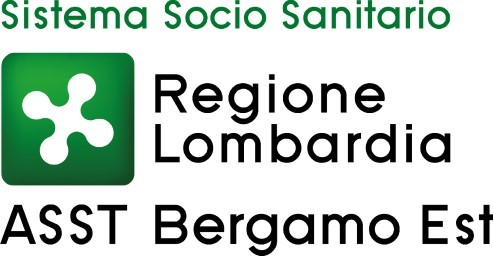 Sistema Socio Sanitario
Regione
Lombardia
ASST Bergamo Est